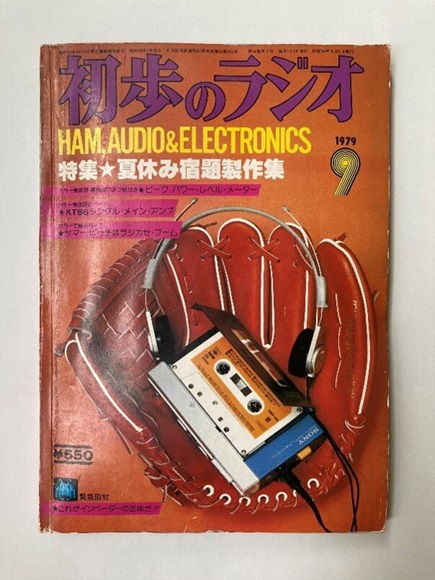 初歩のラジオ
HAM, AUDIO & ELECTRONICS
1979
9
特集★夏休み宿題製作集
★ピーク・パワー・レベル・メーター
★KT66シングル・メイン・アンプ
★サマー・ビーチはラジカセ・ブーム
SONY
¥550
緊急取材
★これがインベーダーの正体だ!!